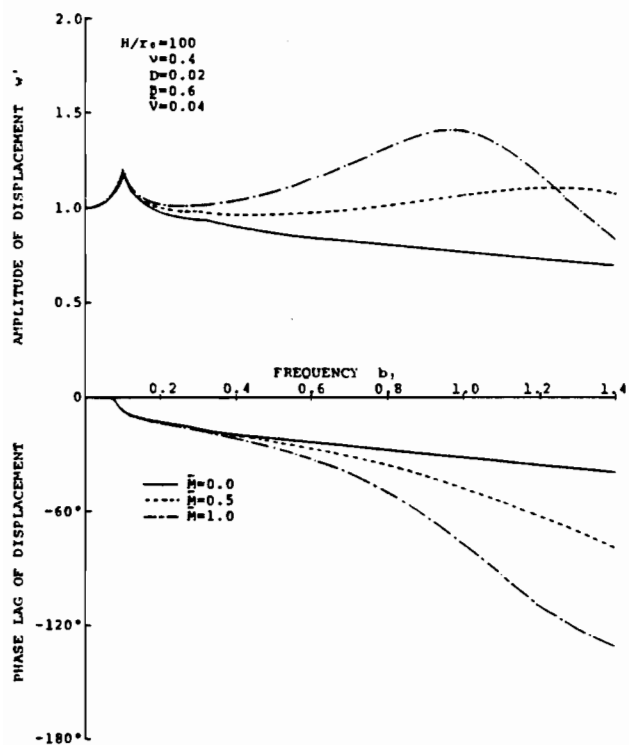 2.0
H/r₀=100
ν=0.4
D=0.02
=0.6
V̄=0.04
1.5
1.0
0.5
AMPLITUDE OF DISPLACEMENT w'
FREQUENCY b,
0.2 0.4 0.6 0.8 1.0 1.2 1.4
0
-60°
-120°
-180°
PHASE LAG OF DISPLACEMENT
M̄=0.0
M̄=0.5
M̄=1.0